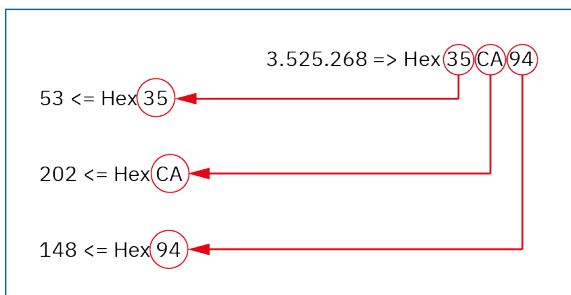 3.525.268 => Hex 35 CA 94
53 <= Hex 35
202 <= Hex CA
148 <= Hex 94